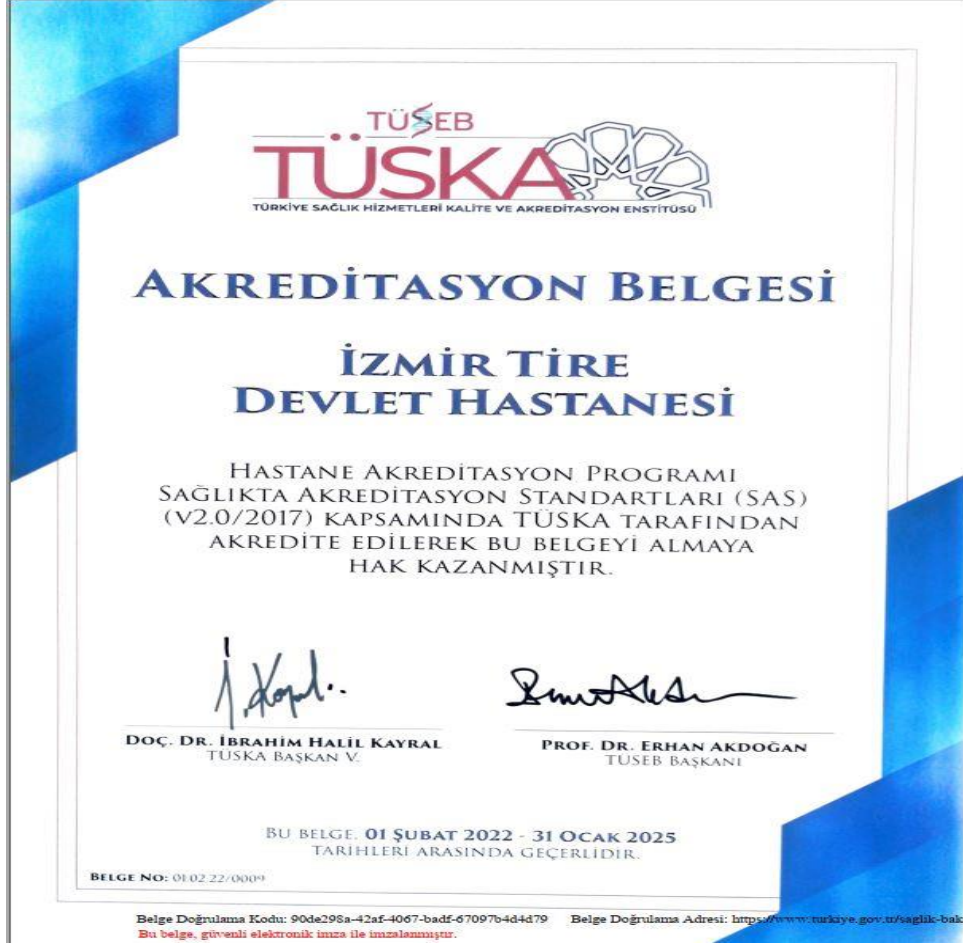 TÜSEB
TÜSKA
TÜRKİYE SAĞLIK HİZMETLERİ KALİTE VE AKREDİTASYON ENSTİTÜSÜ
AKREDİTASYON BELGESİ
İZMİR TİRE
DEVLET HASTANESİ
HASTANE AKREDİTASYON PROGRAMI
SAĞLIKTA AKREDİTASYON STANDARTLARI (SAS)
(V2.0/2017) KAPSAMINDA TÜSKA TARAFINDAN
AKREDİTE EDİLEREK BU BELGEYİ ALMAYA
HAK KAZANMIŞTIR.
DOÇ. DR. İBRAHİM HALİL KAYRAL
TÜSKA BAŞKAN V.
PROF. DR. ERHAN AKDOĞAN
TÜSEB BAŞKANI
BU BELGE, 01 ŞUBAT 2022 - 31 OCAK 2025
TARİHLERİ ARASINDA GEÇERLİDİR.
BELGE NO: 01.02.22/0009
Belge Doğrulama Kodu: 90de298a-42af-4067-badf-67097b4d4d79 Belge Doğrulama Adresi: https://www.turkiye.gov.tr/saglik-bak
Bu belge, güvenli elektronik imza ile imzalanmıştır.